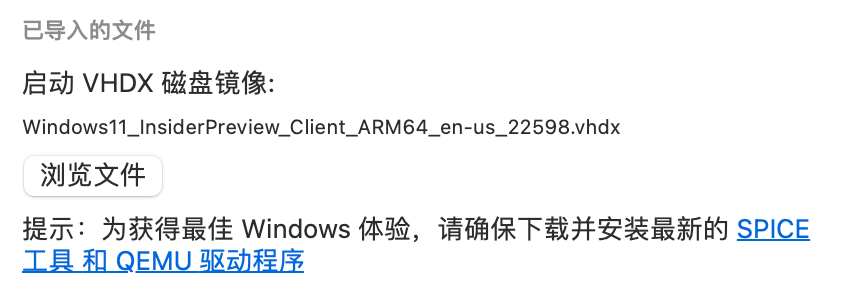 已导入的文件
启动 VHDX 磁盘镜像:
Windows11_InsiderPreview_Client_ARM64_en-us_22598.vhdx
浏览文件
提示：为获得最佳 Windows 体验，请确保下载并安装最新的 SPICE
工具 和 QEMU 驱动程序